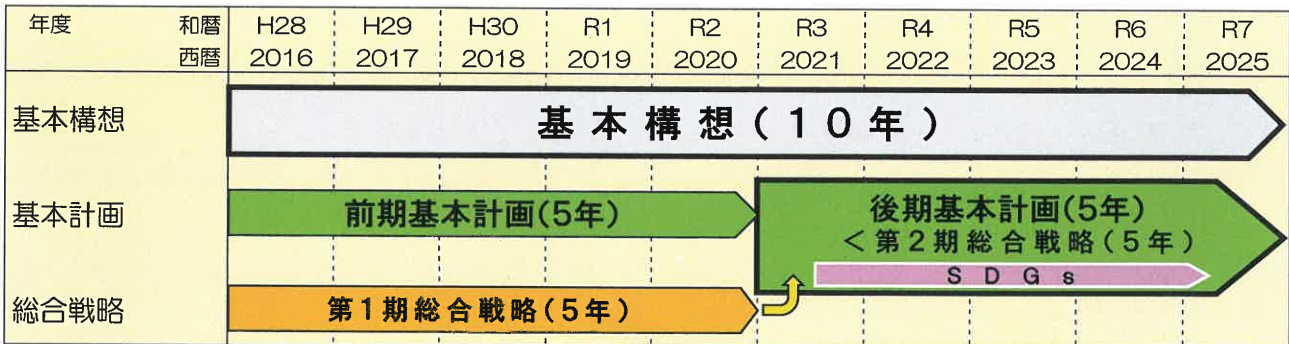 年度 和暦 H28 H29 H30 R1 R2 R3 R4 R5 R6 R7
西暦 2016 2017 2018 2019 2020 2021 2022 2023 2024 2025
基本構想 基本構想(10年)
基本計画 前期基本計画(5年) 後期基本計画(5年)
<第2期総合戦略(5年)
SDGs
総合戦略 第1期総合戦略(5年)